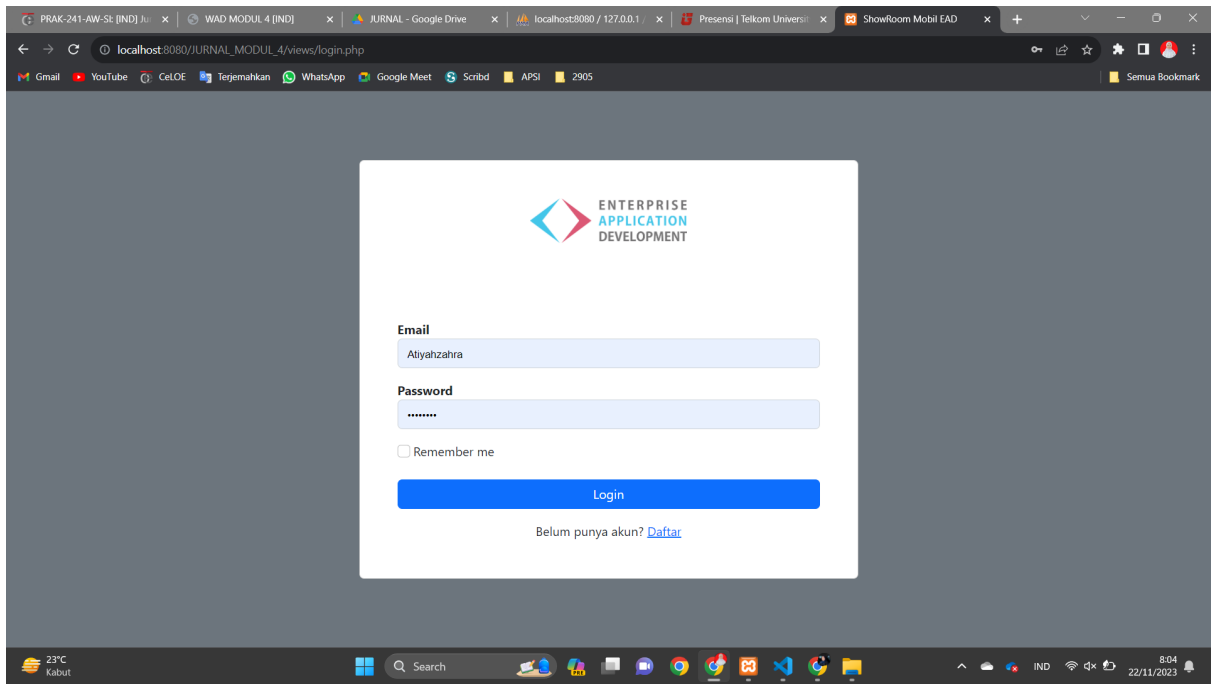 PRAK-241-AW-SI: [IND] Jur
WAD MODUL 4 [IND]
JURNAL - Google Drive
localhost:8080 / 127.0.0.1 /
Presensi | Telkom Universit
ShowRoom Mobil EAD
localhost:8080/JURNAL_MODUL_4/views/login.php
Gmail YouTube CeLOE Terjemahkan WhatsApp Google Meet Scribd APSI 2905 Semua Bookmark
ENTERPRISE
APPLICATION
DEVELOPMENT
Email
Atiyahzahra
Password
Remember me
Login
Belum punya akun? Daftar
23°C
Kabut
Search
PRE
IND
8:04
22/11/2023